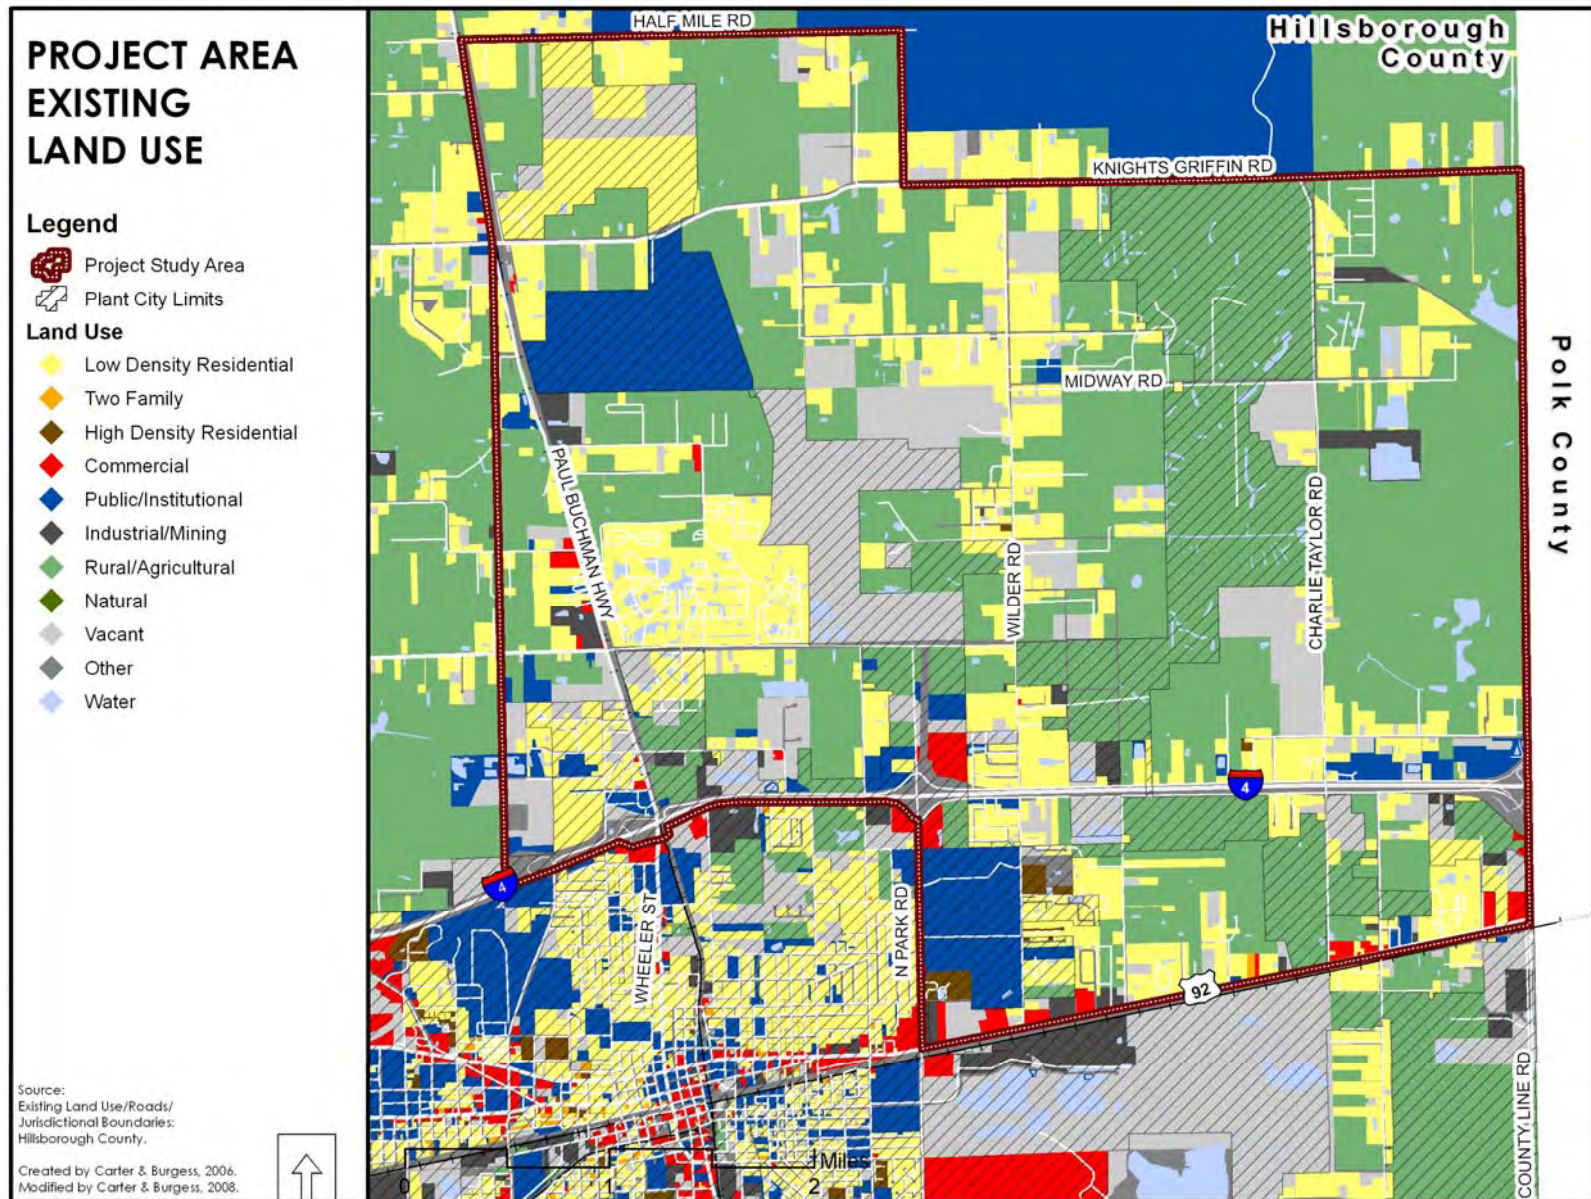 PROJECT AREA
EXISTING
LAND USE
Legend
Project Study Area
Plant City Limits
Land Use
Low Density Residential
Two Family
High Density Residential
Commercial
Public/Institutional
Industrial/Mining
Rural/Agricultural
Natural
Vacant
Other
Water
Source:
Existing Land Use/Roads/
Jurisdictional Boundaries:
Hillsborough County.
Created by Carter & Burgess, 2006.
Modified by Carter & Burgess, 2008.
HALF MILE RD
Hillsborough
County
KNIGHTS GRIFFIN RD
MIDWAY RD
Polk County
PAUL BUCHMAN HWY
WILDER RD
CHARLIE TAYLOR RD
4
4
WHEELER ST
N PARK RD
92
COUNTY LINE RD
0 1 2 Miles